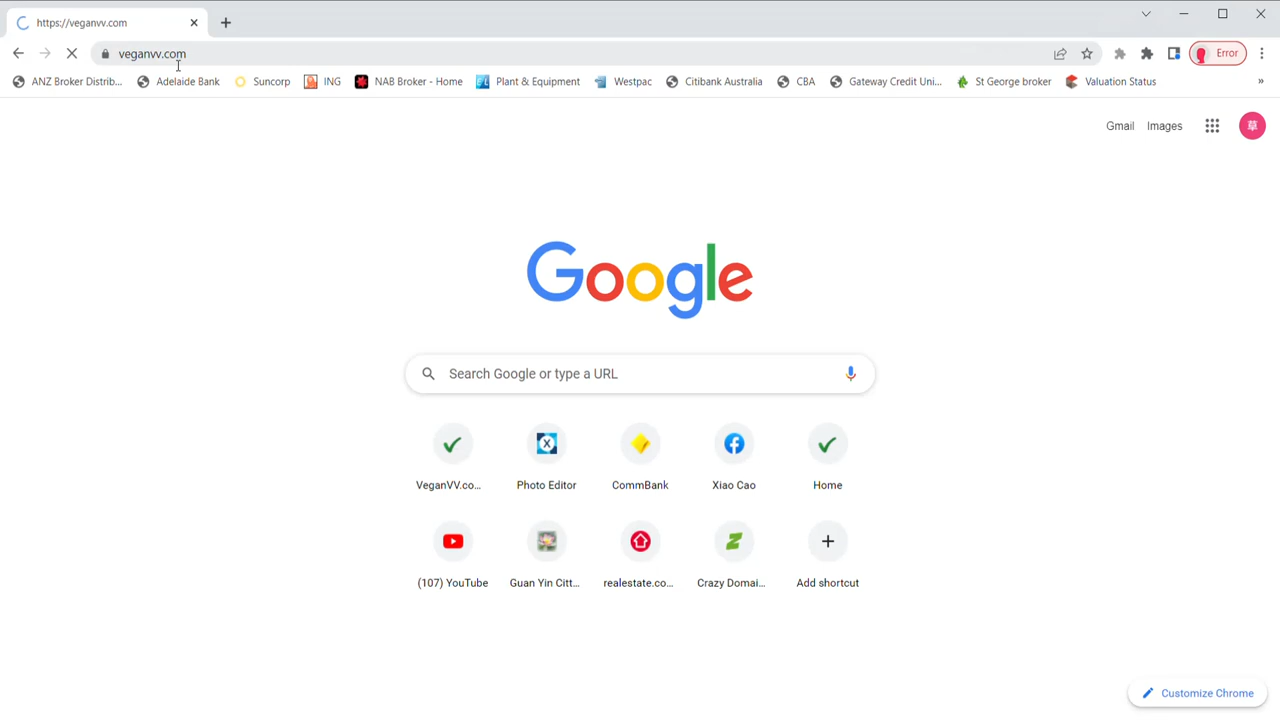 https://veganvv.com
veganvv.com
Error
ANZ Broker Distrib...
Adelaide Bank
Suncorp
ING
NAB Broker - Home
Plant & Equipment
Westpac
Citibank Australia
CBA
Gateway Credit Uni...
St George broker
Valuation Status
»
Gmail
Images
草
Google
Search Google or type a URL
VeganVV.co...
Photo Editor
CommBank
Xiao Cao
Home
(107) YouTube
Guan Yin Citt...
realestate.co...
Crazy Domai...
Add shortcut
Customize Chrome